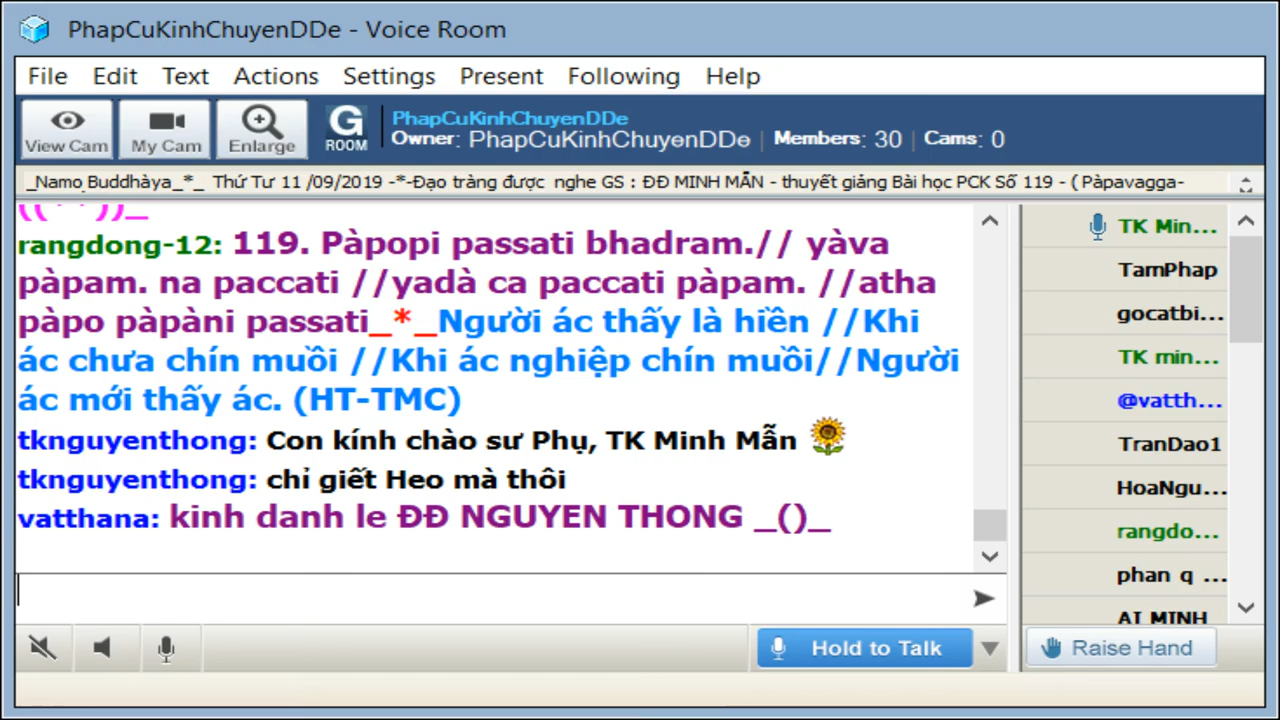 PhapCuKinhChuyenDDe - Voice Room
File Edit Text Actions Settings Present Following Help
View Cam My Cam Enlarge G ROOM
PhapCuKinhChuyenDDe
Owner: PhapCuKinhChuyenDDe | Members: 30 | Cams: 0
_Namo_Buddhàya_*_ Thứ Tư 11 /09/2019 -*-Đạo tràng được nghe GS : ĐĐ MINH MẪN - thuyết giảng Bài học PCK Số 119 - ( Pàpavagga-
rangdong-12: 119. Pàpopi passati bhadram.// yàva
pàpam. na paccati //yadà ca paccati pàpam. //atha
pàpo pàpàni passati_*_Người ác thấy là hiền //Khi
ác chưa chín muồi //Khi ác nghiệp chín muồi//Người
ác mới thấy ác. (HT-TMC)
tknguyenthong: Con kính chào sư Phụ, TK Minh Mẫn
tknguyenthong: chỉ giết Heo mà thôi
vatthana: kinh danh le ĐĐ NGUYEN THONG _()_
TK Min...
TamPhap
gocatbi...
TK min...
@vatth...
TranDao1
HoaNgu...
rangdo...
phan q ...
AI MINH
Hold to Talk
Raise Hand